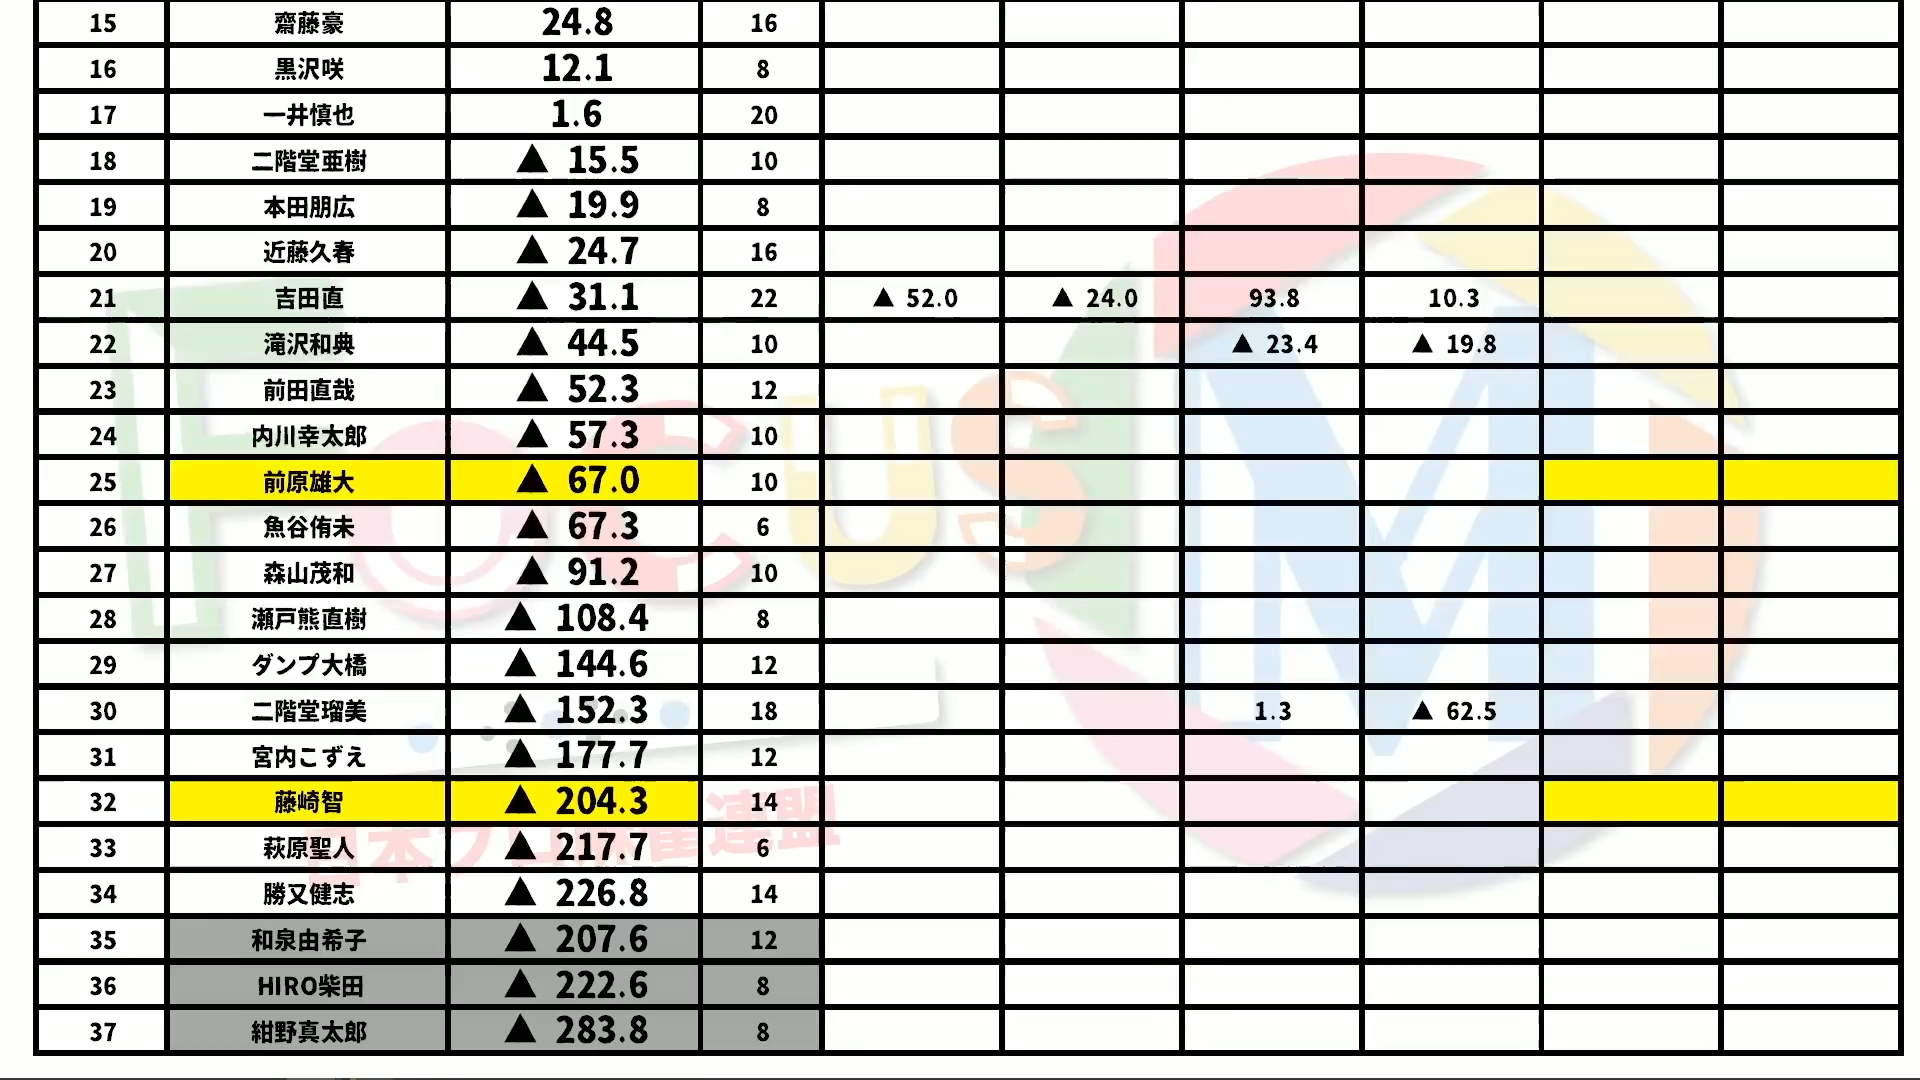 15 齋藤豪 24.8 16
16 黒沢咲 12.1 8
17 一井慎也 1.6 20
18 二階堂亜樹 ▲ 15.5 10
19 本田朋広 ▲ 19.9 8
20 近藤久春 ▲ 24.7 16
21 吉田直 ▲ 31.1 22 ▲ 52.0 ▲ 24.0 93.8 10.3
22 滝沢和典 ▲ 44.5 10 ▲ 23.4 ▲ 19.8
23 前田直哉 ▲ 52.3 12
24 内川幸太郎 ▲ 57.3 10
25 前原雄大 ▲ 67.0 10
26 魚谷侑未 ▲ 67.3 6
27 森山茂和 ▲ 91.2 10
28 瀬戸熊直樹 ▲ 108.4 8
29 ダンプ大橋 ▲ 144.6 12
30 二階堂瑠美 ▲ 152.3 18 1.3 ▲ 62.5
31 宮内こずえ ▲ 177.7 12
32 藤崎智 ▲ 204.3 14
33 萩原聖人 ▲ 217.7 6
34 勝又健志 ▲ 226.8 14
35 和泉由希子 ▲ 207.6 12
36 HIRO柴田 ▲ 222.6 8
37 紺野真太郎 ▲ 283.8 8
FOCUS M
日本プロ麻雀連盟